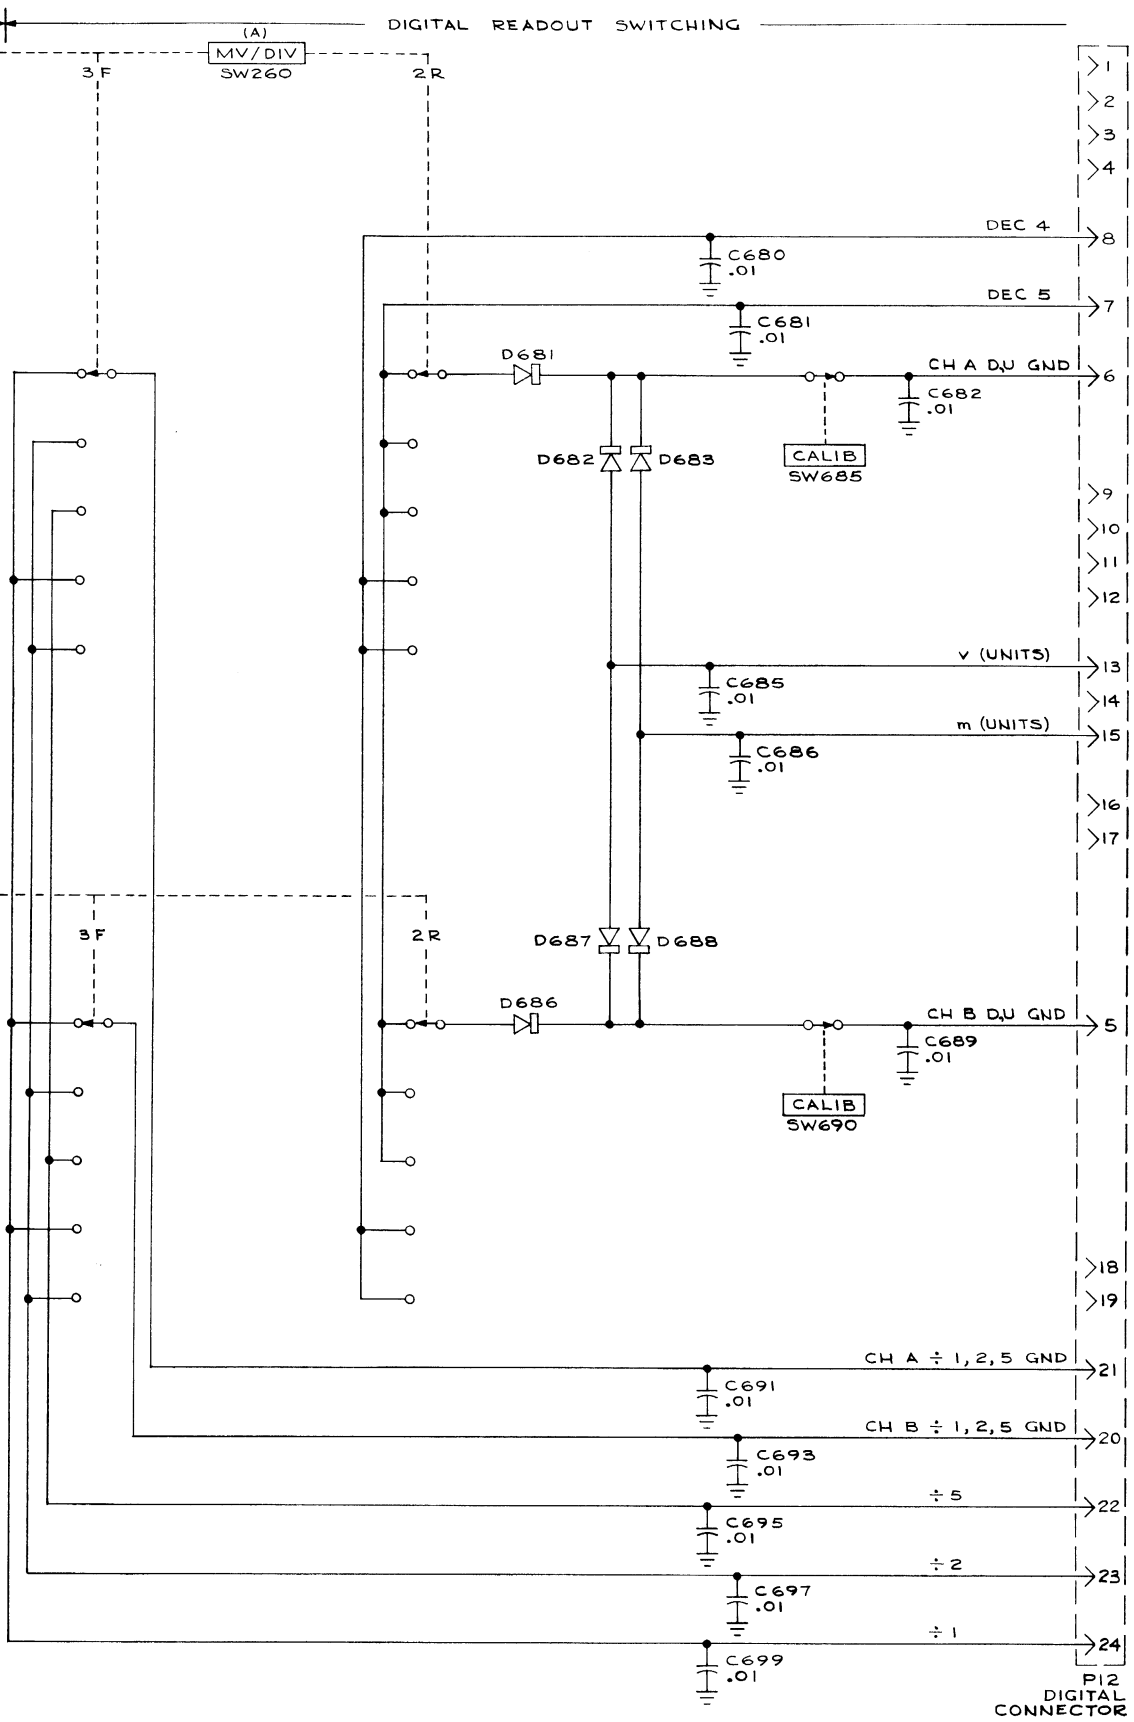 DIGITAL READOUT SWITCHING
(A)
MV/DIV
SW260
3F
2R
1
2
3
4
DEC 4
8
C680
.01
DEC 5
7
C681
.01
D681
CH A D,U GND
6
C682
.01
D682
D683
CALIB
SW685
9
10
11
12
v (UNITS)
13
C685
.01
14
m (UNITS)
15
C686
.01
16
17
3F
2R
D687
D688
D686
CH B D,U GND
5
C689
.01
CALIB
SW690
18
19
CH A ÷ 1, 2, 5 GND
21
C691
.01
CH B ÷ 1, 2, 5 GND
20
C693
.01
÷ 5
22
C695
.01
÷ 2
23
C697
.01
÷ 1
24
C699
.01
P12
DIGITAL
CONNECTOR